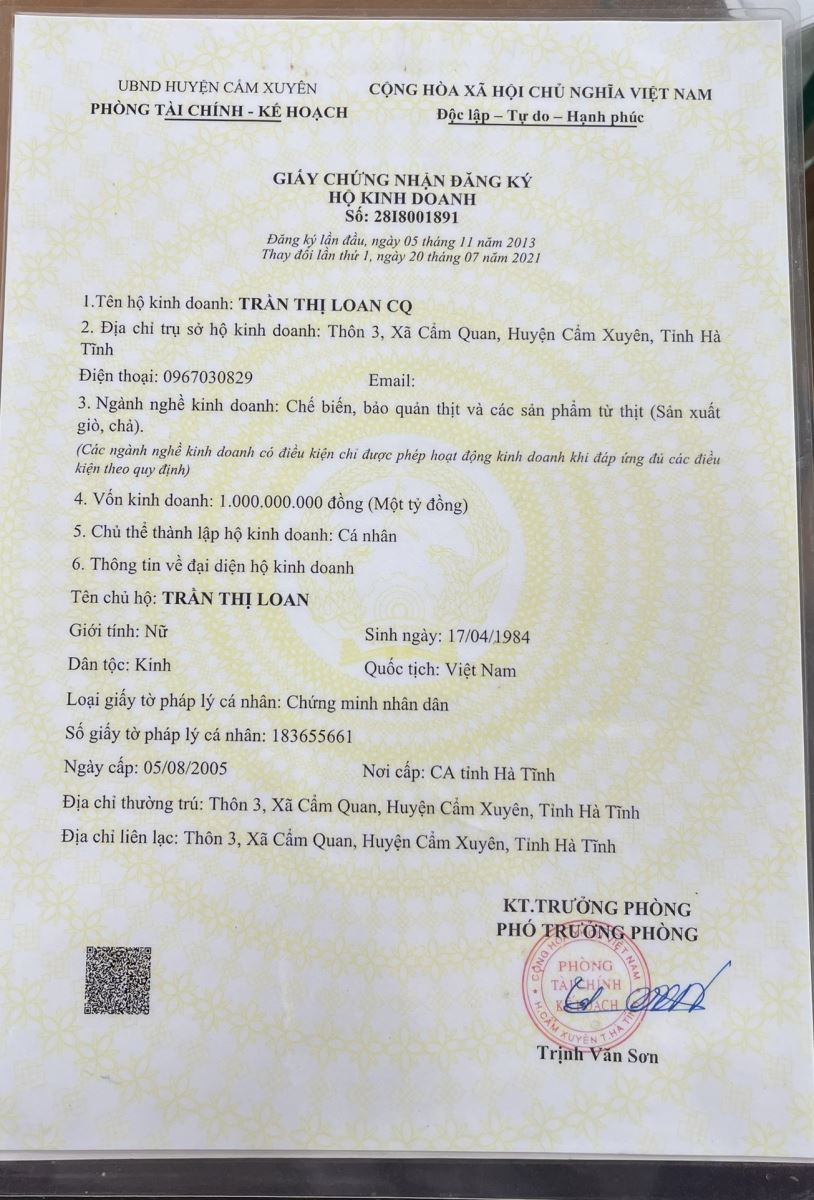 UBND HUYỆN CẨM XUYÊN
PHÒNG TÀI CHÍNH - KẾ HOẠCH
CỘNG HÒA XÃ HỘI CHỦ NGHĨA VIỆT NAM
Độc lập – Tự do – Hạnh phúc
GIẤY CHỨNG NHẬN ĐĂNG KÝ
HỘ KINH DOANH
Số: 28I8001891
Đăng ký lần đầu, ngày 05 tháng 11 năm 2013
Thay đổi lần thứ 1, ngày 20 tháng 07 năm 2021
1.Tên hộ kinh doanh: TRẦN THỊ LOAN CQ
2. Địa chỉ trụ sở hộ kinh doanh: Thôn 3, Xã Cẩm Quan, Huyện Cẩm Xuyên, Tỉnh Hà
Tĩnh
Điện thoại: 0967030829 Email:
3. Ngành nghề kinh doanh: Chế biến, bảo quản thịt và các sản phẩm từ thịt (Sản xuất
giò, chả).
(Các ngành nghề kinh doanh có điều kiện chỉ được phép hoạt động kinh doanh khi đáp ứng đủ các điều
kiện theo quy định)
4. Vốn kinh doanh: 1.000.000.000 đồng (Một tỷ đồng)
5. Chủ thể thành lập hộ kinh doanh: Cá nhân
6. Thông tin về đại diện hộ kinh doanh
Tên chủ hộ: TRẦN THỊ LOAN
Giới tính: Nữ Sinh ngày: 17/04/1984
Dân tộc: Kinh Quốc tịch: Việt Nam
Loại giấy tờ pháp lý cá nhân: Chứng minh nhân dân
Số giấy tờ pháp lý cá nhân: 183655661
Ngày cấp: 05/08/2005 Nơi cấp: CA tỉnh Hà Tĩnh
Địa chỉ thường trú: Thôn 3, Xã Cẩm Quan, Huyện Cẩm Xuyên, Tỉnh Hà Tĩnh
Địa chỉ liên lạc: Thôn 3, Xã Cẩm Quan, Huyện Cẩm Xuyên, Tỉnh Hà Tĩnh
KT.TRƯỞNG PHÒNG
PHÓ TRƯỞNG PHÒNG
PHÒNG
TÀI CHÍNH
H.CẨM XUYÊN T.HÀ TĨNH
Trịnh Văn Sơn